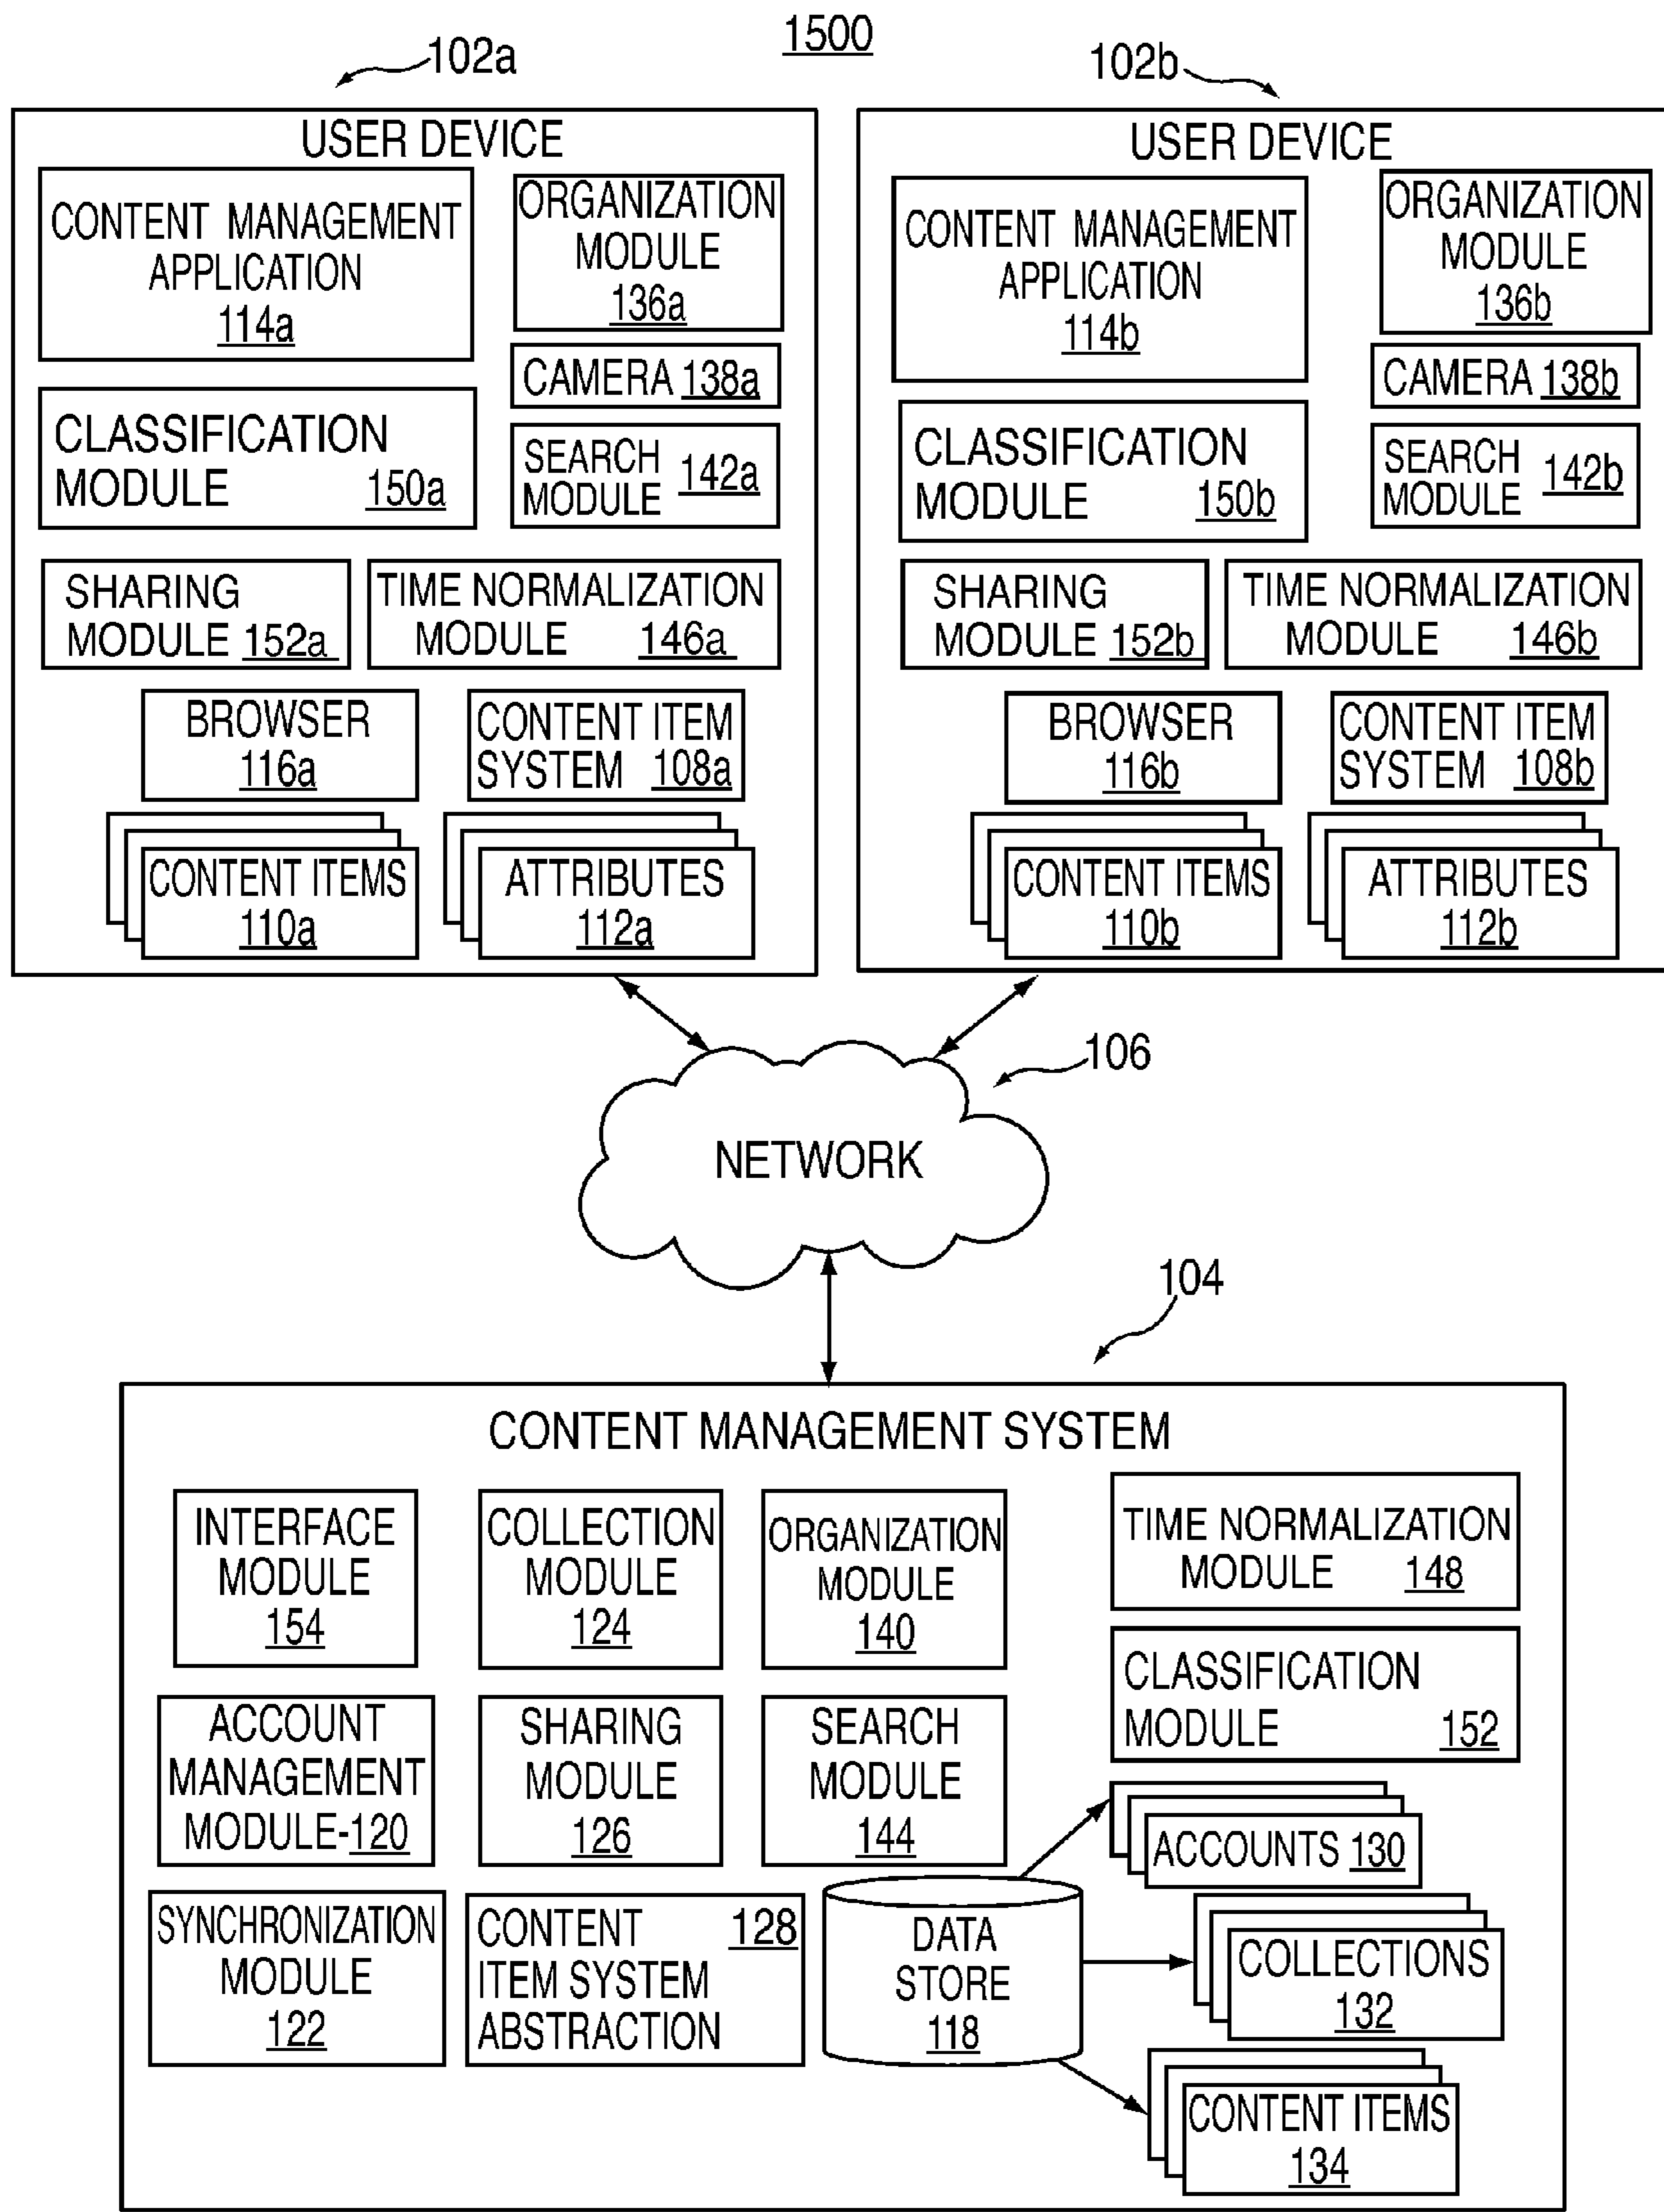 1500
102a
USER DEVICE
CONTENT MANAGEMENT
APPLICATION
114a
ORGANIZATION
MODULE
136a
CAMERA 138a
CLASSIFICATION
MODULE 150a
SEARCH
MODULE 142a
SHARING
MODULE 152a
TIME NORMALIZATION
MODULE 146a
BROWSER
116a
CONTENT ITEM
SYSTEM 108a
CONTENT ITEMS
110a
ATTRIBUTES
112a
102b
USER DEVICE
CONTENT MANAGEMENT
APPLICATION
114b
ORGANIZATION
MODULE
136b
CAMERA 138b
CLASSIFICATION
MODULE 150b
SEARCH
MODULE 142b
SHARING
MODULE 152b
TIME NORMALIZATION
MODULE 146b
BROWSER
116b
CONTENT ITEM
SYSTEM 108b
CONTENT ITEMS
110b
ATTRIBUTES
112b
106
NETWORK
104
CONTENT MANAGEMENT SYSTEM
INTERFACE
MODULE
154
COLLECTION
MODULE
124
ORGANIZATION
MODULE
140
TIME NORMALIZATION
MODULE 148
ACCOUNT
MANAGEMENT
MODULE-120
SHARING
MODULE
126
SEARCH
MODULE
144
CLASSIFICATION
MODULE 152
SYNCHRONIZATION
MODULE
122
CONTENT 128
ITEM SYSTEM
ABSTRACTION
DATA
STORE
118
ACCOUNTS 130
COLLECTIONS
132
CONTENT ITEMS
134